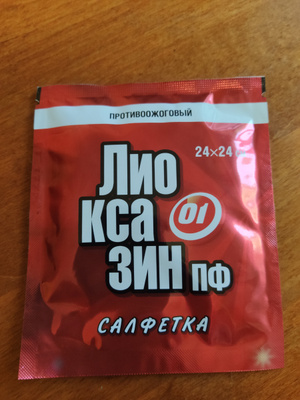 ПРОТИВООЖОГОВЫЙ
24×24
Лио
кса
зин ПФ
01
САЛФЕТКА